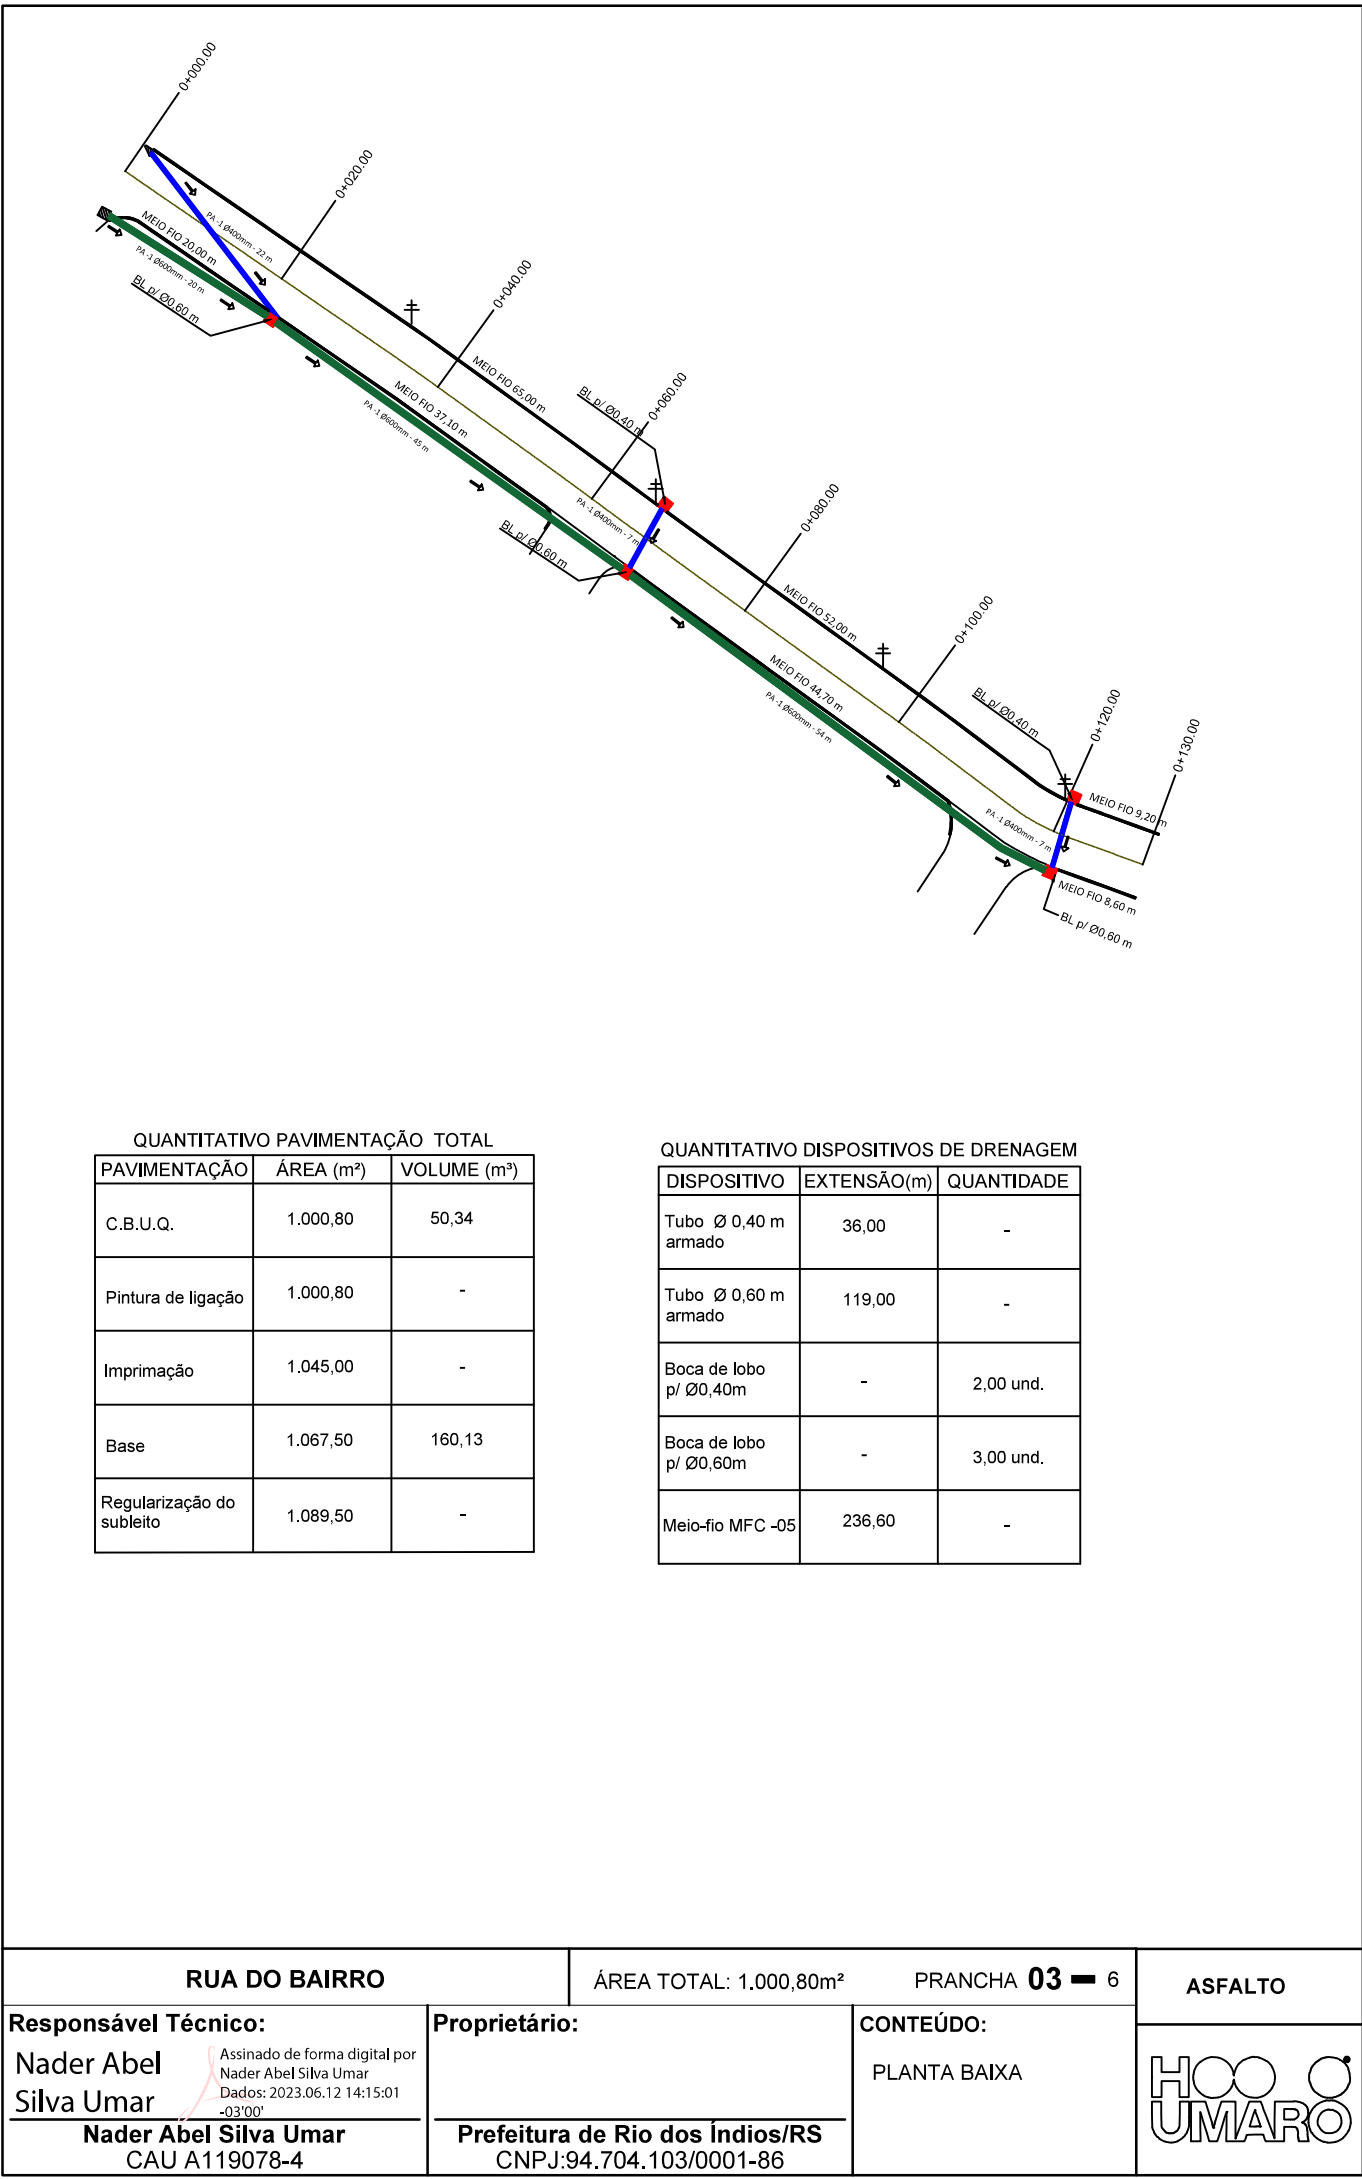 0+000.00
0+020.00
0+040.00
0+060.00
0+080.00
0+100.00
0+120.00
0+130.00
PA -1 Ø400mm - 22 m
MEIO FIO 20,00 m
PA -1 Ø600mm - 20 m
BL p/ Ø0,60 m
MEIO FIO 65,00 m
MEIO FIO 37,10 m
PA -1 Ø600mm - 45 m
BL p/ Ø0,40 m
PA -1 Ø400mm - 7 m
BL p/ Ø0,60 m
MEIO FIO 52,00 m
MEIO FIO 44,70 m
PA -1 Ø600mm - 54 m
BL p/ Ø0,40 m
PA -1 Ø400mm - 7 m
MEIO FIO 9,20 m
MEIO FIO 8,60 m
BL p/ Ø0,60 m
QUANTITATIVO PAVIMENTAÇÃO TOTAL
PAVIMENTAÇÃO ÁREA (m²) VOLUME (m³)
C.B.U.Q. 1.000,80 50,34
Pintura de ligação 1.000,80 -
Imprimação 1.045,00 -
Base 1.067,50 160,13
Regularização do
subleito 1.089,50 -
QUANTITATIVO DISPOSITIVOS DE DRENAGEM
DISPOSITIVO EXTENSÃO(m) QUANTIDADE
Tubo Ø 0,40 m
armado 36,00 -
Tubo Ø 0,60 m
armado 119,00 -
Boca de lobo
p/ Ø0,40m - 2,00 und.
Boca de lobo
p/ Ø0,60m - 3,00 und.
Meio-fio MFC -05 236,60 -
RUA DO BAIRRO
ÁREA TOTAL: 1.000,80m²
PRANCHA 03 - 6
ASFALTO
Responsável Técnico:
Nader Abel
Silva Umar
Assinado de forma digital por
Nader Abel Silva Umar
Dados: 2023.06.12 14:15:01
-03'00'
Nader Abel Silva Umar
CAU A119078-4
Proprietário:
Prefeitura de Rio dos Índios/RS
CNPJ:94.704.103/0001-86
CONTEÚDO:
PLANTA BAIXA
HOO O
UMARO